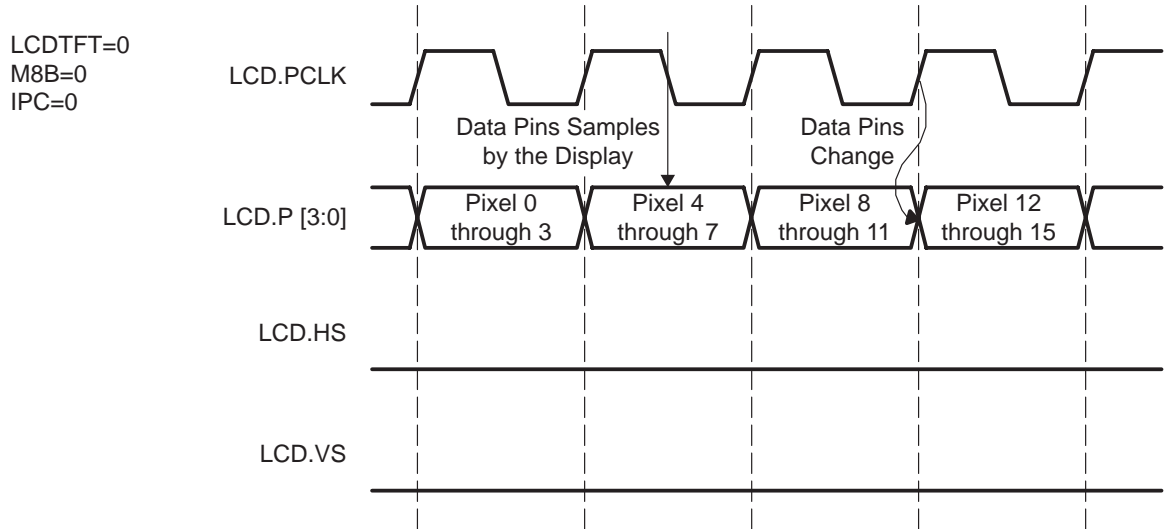 LCDTFT=0
M8B=0
IPC=0
LCD.PCLK
Data Pins Samples
by the Display
Data Pins
Change
LCD.P [3:0]
Pixel 0
through 3
Pixel 4
through 7
Pixel 8
through 11
Pixel 12
through 15
LCD.HS
LCD.VS